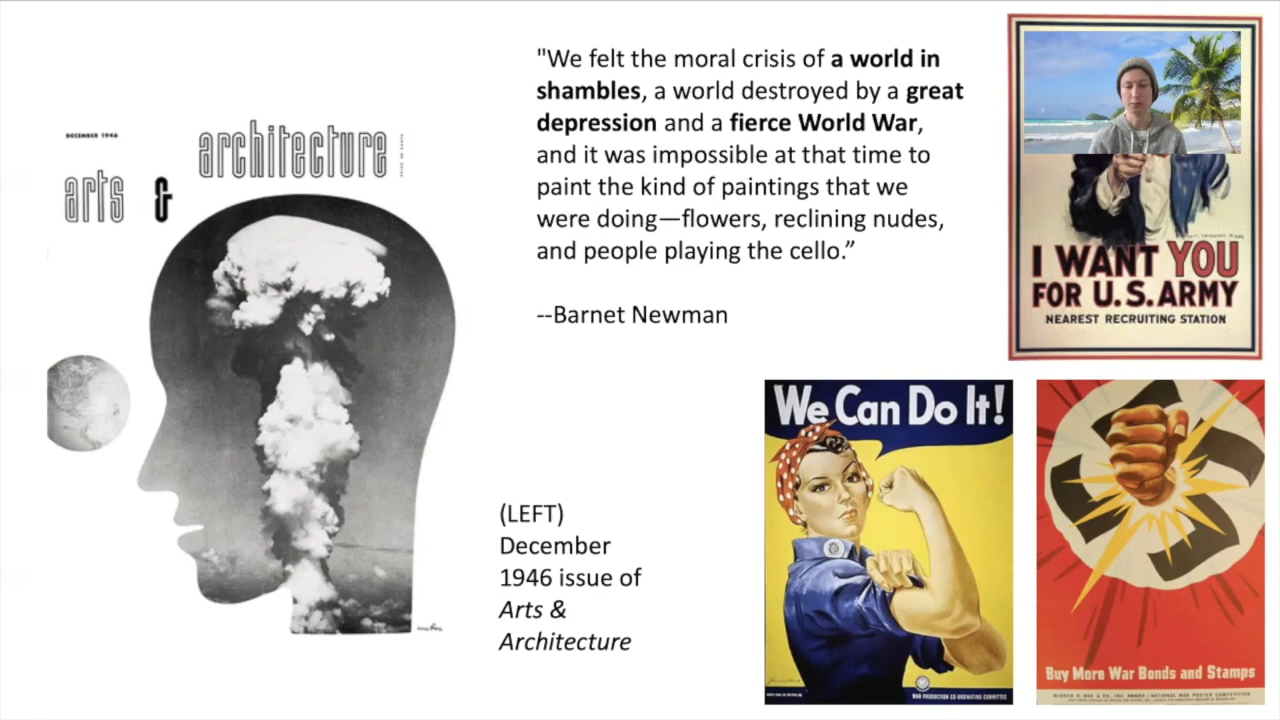 DECEMBER 1946
arts & architecture
"We felt the moral crisis of a world in
shambles, a world destroyed by a great
depression and a fierce World War,
and it was impossible at that time to
paint the kind of paintings that we
were doing—flowers, reclining nudes,
and people playing the cello.”
--Barnet Newman
(LEFT)
December
1946 issue of
Arts &
Architecture
I WANT YOU
FOR U.S. ARMY
NEAREST RECRUITING STATION
We Can Do It!
WAR PRODUCTION CO-ORDINATING COMMITTEE
Buy More War Bonds and Stamps